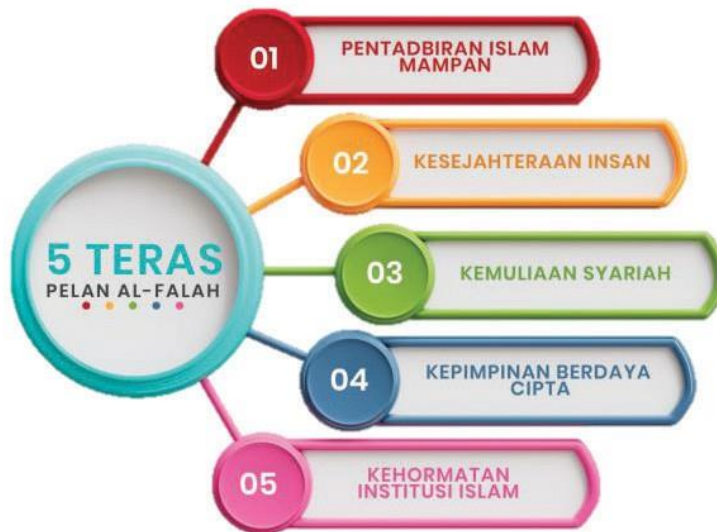 5 TERAS
PELAN AL-FALAH
01
PENTADBIRAN ISLAM
MAMPAN
02
KESEJAHTERAAN INSAN
03
KEMULIAAN SYARIAH
04
KEPIMPINAN BERDAYA
CIPTA
05
KEHORMATAN
INSTITUSI ISLAM